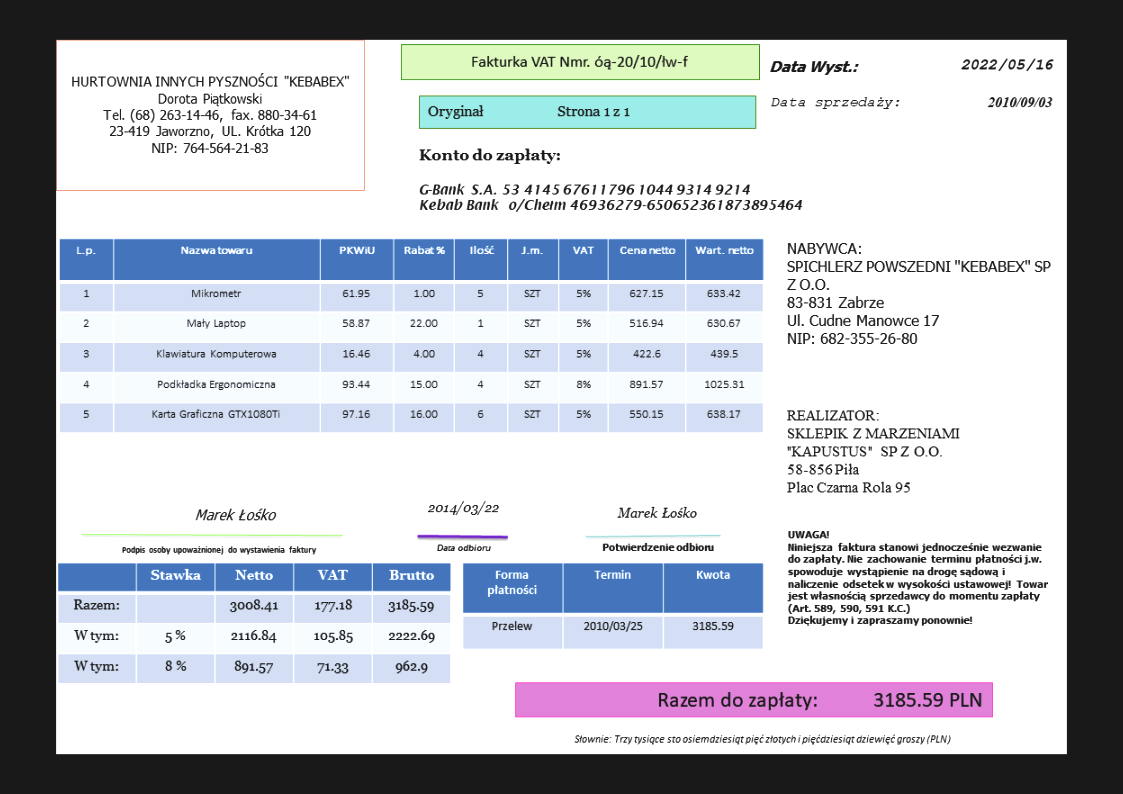 HURTOWNIA INNYCH PYSZNOŚCI "KEBABEX"
Dorota Piątkowski
Tel. (68) 263-14-46, fax. 880-34-61
23-419 Jaworzno, UL. Krótka 120
NIP: 764-564-21-83
Fakturka VAT Nmr. óą-20/10/łw-f
Oryginał Strona 1 z 1
Data Wyst.: 2022/05/16
Data sprzedaży: 2010/09/03
Konto do zapłaty:
G-Bank S.A. 53 4145 67611796 1044 9314 9214
Kebab Bank o/Chełm 46936279-650652361873895464
L.p. Nazwa towaru PKWiU Rabat % Ilość J.m. VAT Cena netto Wart. netto
1 Mikrometr 61.95 1.00 5 SZT 5% 627.15 633.42
2 Mały Laptop 58.87 22.00 1 SZT 5% 516.94 630.67
3 Klawiatura Komputerowa 16.46 4.00 4 SZT 5% 422.6 439.5
4 Podkładka Ergonomiczna 93.44 15.00 4 SZT 8% 891.57 1025.31
5 Karta Graficzna GTX1080Ti 97.16 16.00 6 SZT 5% 550.15 638.17
NABYWCA:
SPICHLERZ POWSZEDNI "KEBABEX" SP
Z O.O.
83-831 Zabrze
Ul. Cudne Manowce 17
NIP: 682-355-26-80
REALIZATOR:
SKLEPIK Z MARZENIAMI
"KAPUSTUS" SP Z O.O.
58-856 Piła
Plac Czarna Rola 95
Marek Łośko
Podpis osoby upoważnionej do wystawienia faktury
2014/03/22
Data odbioru
Marek Łośko
Potwierdzenie odbioru
UWAGA!
Niniejsza faktura stanowi jednocześnie wezwanie
do zapłaty. Nie zachowanie terminu płatności j.w.
spowoduje wystąpienie na drogę sądową i
naliczenie odsetek w wysokości ustawowej! Towar
jest własnością sprzedawcy do momentu zapłaty
(Art. 589, 590, 591 K.C.)
Dziękujemy i zapraszamy ponownie!
Stawka Netto VAT Brutto
Razem: 3008.41 177.18 3185.59
W tym: 5 % 2116.84 105.85 2222.69
W tym: 8 % 891.57 71.33 962.9
Forma płatności Termin Kwota
Przelew 2010/03/25 3185.59
Razem do zapłaty: 3185.59 PLN
Słownie: Trzy tysiące sto osiemdziesiąt pięć złotych i pięćdziesiąt dziewięć groszy (PLN)